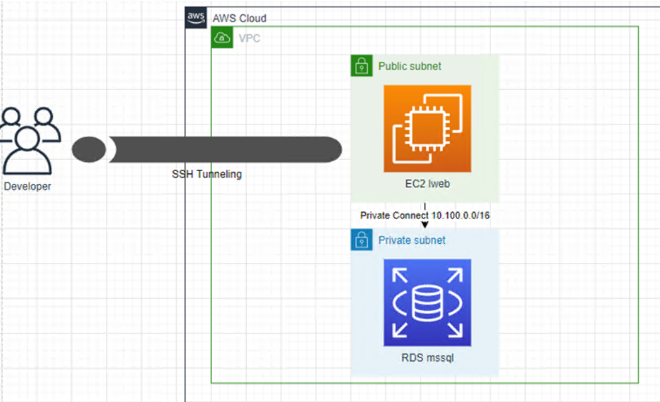 aws
AWS Cloud
VPC
Public subnet
EC2 lweb
Developer
SSH Tunneling
Private Connect 10.100.0.0/16
Private subnet
RDS mssql